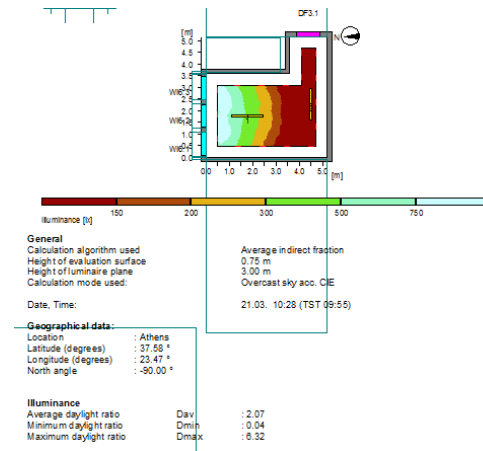 DF3.1
[m]
N
5.0
4.5
4.0
3.5
3.0
2.5
2.0
1.5
1.0
0.5
0.0
0.0 1.0 2.0 3.0 4.0 5.0
[m]
Illuminance [lx]
150 200 300 500 750
General
Calculation algorithm used Average indirect fraction
Height of evaluation surface 0.75 m
Height of luminaire plane 3.00 m
Calculation mode used: Overcast sky acc. CIE
Date, Time: 21.03. 10:28 (TST 09:55)
Geographical data:
Location : Athens
Latitude (degrees) : 37.58 °
Longitude (degrees) : 23.47 °
North angle : -90.00 °
Illuminance
Average daylight ratio Dav : 2.07
Minimum daylight ratio Dmin : 0.04
Maximum daylight ratio Dmax : 6.32